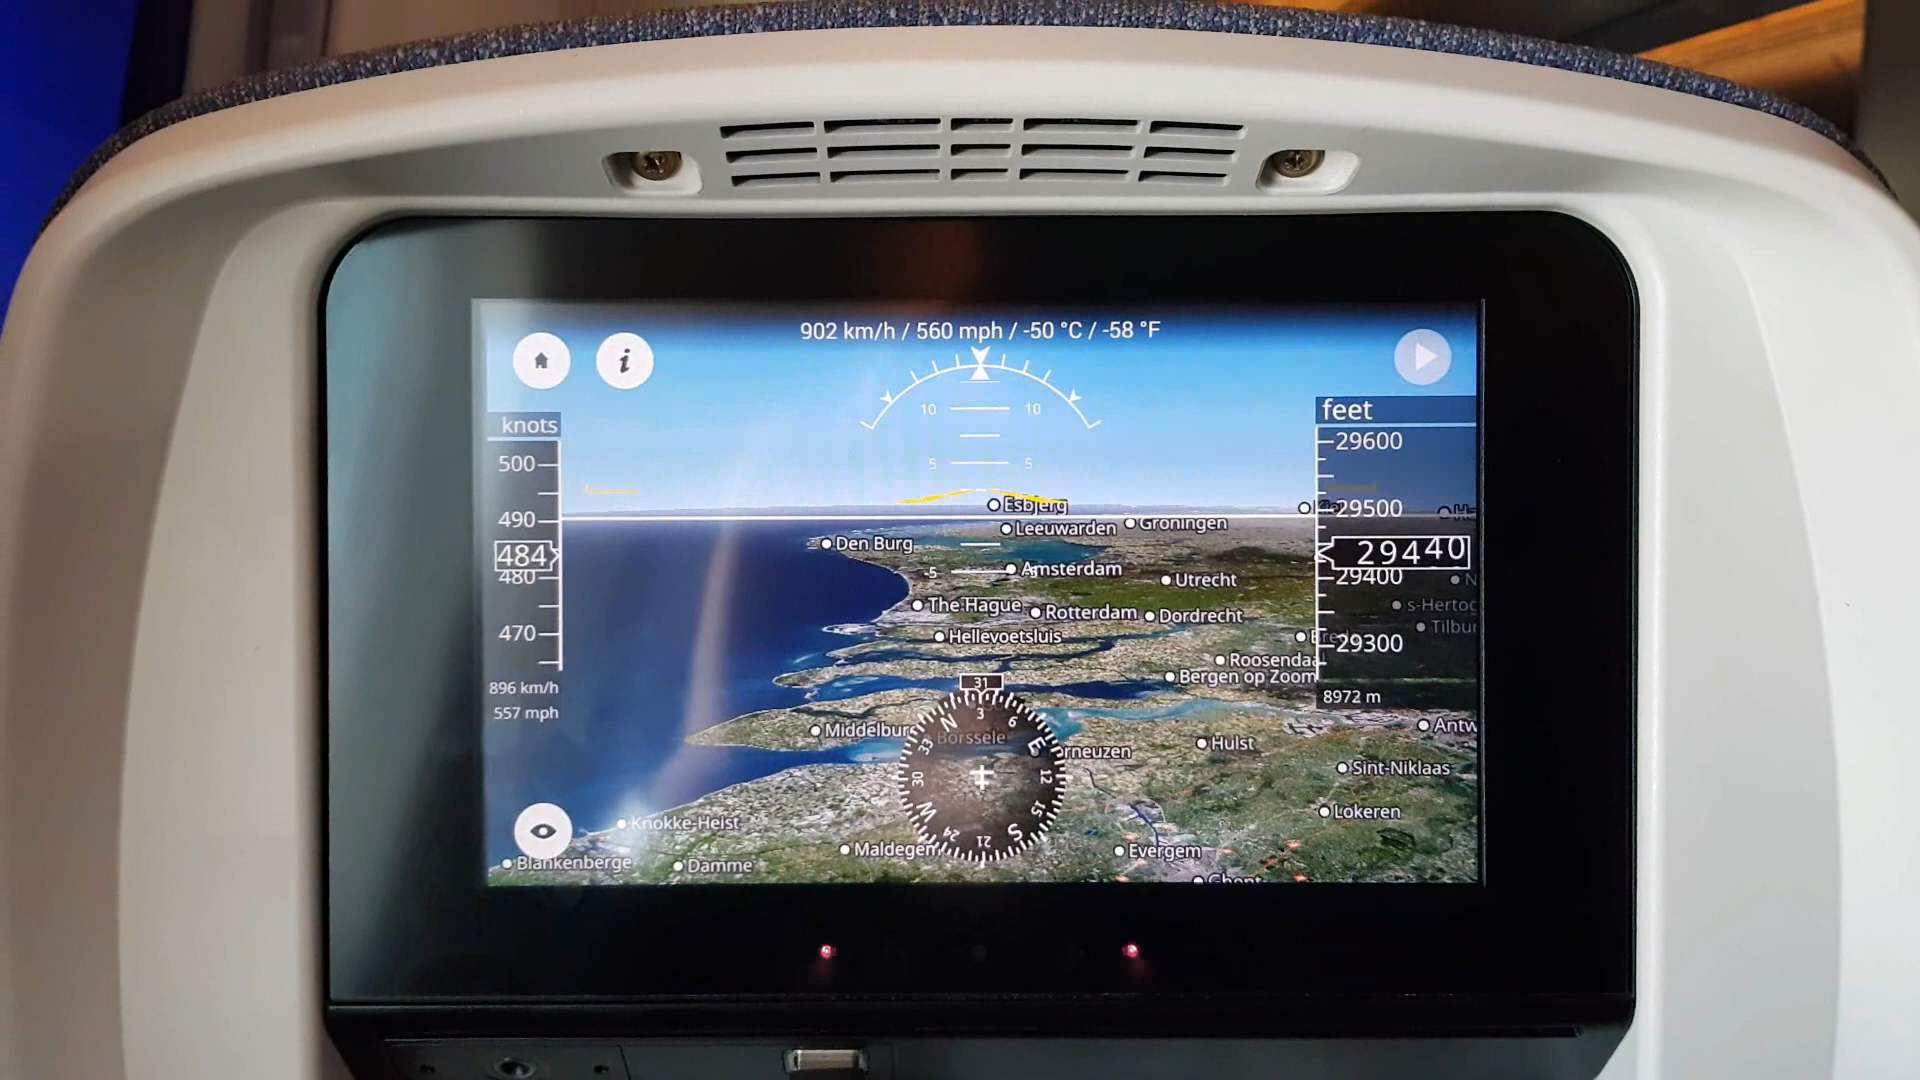 902 km/h / 560 mph / -50 °C / -58 °F
i
knots
500
490
484
480
470
896 km/h
557 mph
10 10
5 5
-5
feet
29600
29500
29440
29400
29300
8972 m
Esbjerg
Leeuwarden
Groningen
Den Burg
Amsterdam
Utrecht
The Hague
Rotterdam
Dordrecht
s-Hertog
Tilbur
Hellevoetsluis
Roosendaa
Bergen op Zoom
31
N 3 6 E 12 15 S 21 24 W 30 33
Middelbur
Borssele
rneuzen
Hulst
Antw
Sint-Niklaas
Lokeren
Knokke-Heist
Blankenberge
Damme
Maldegem
Evergem